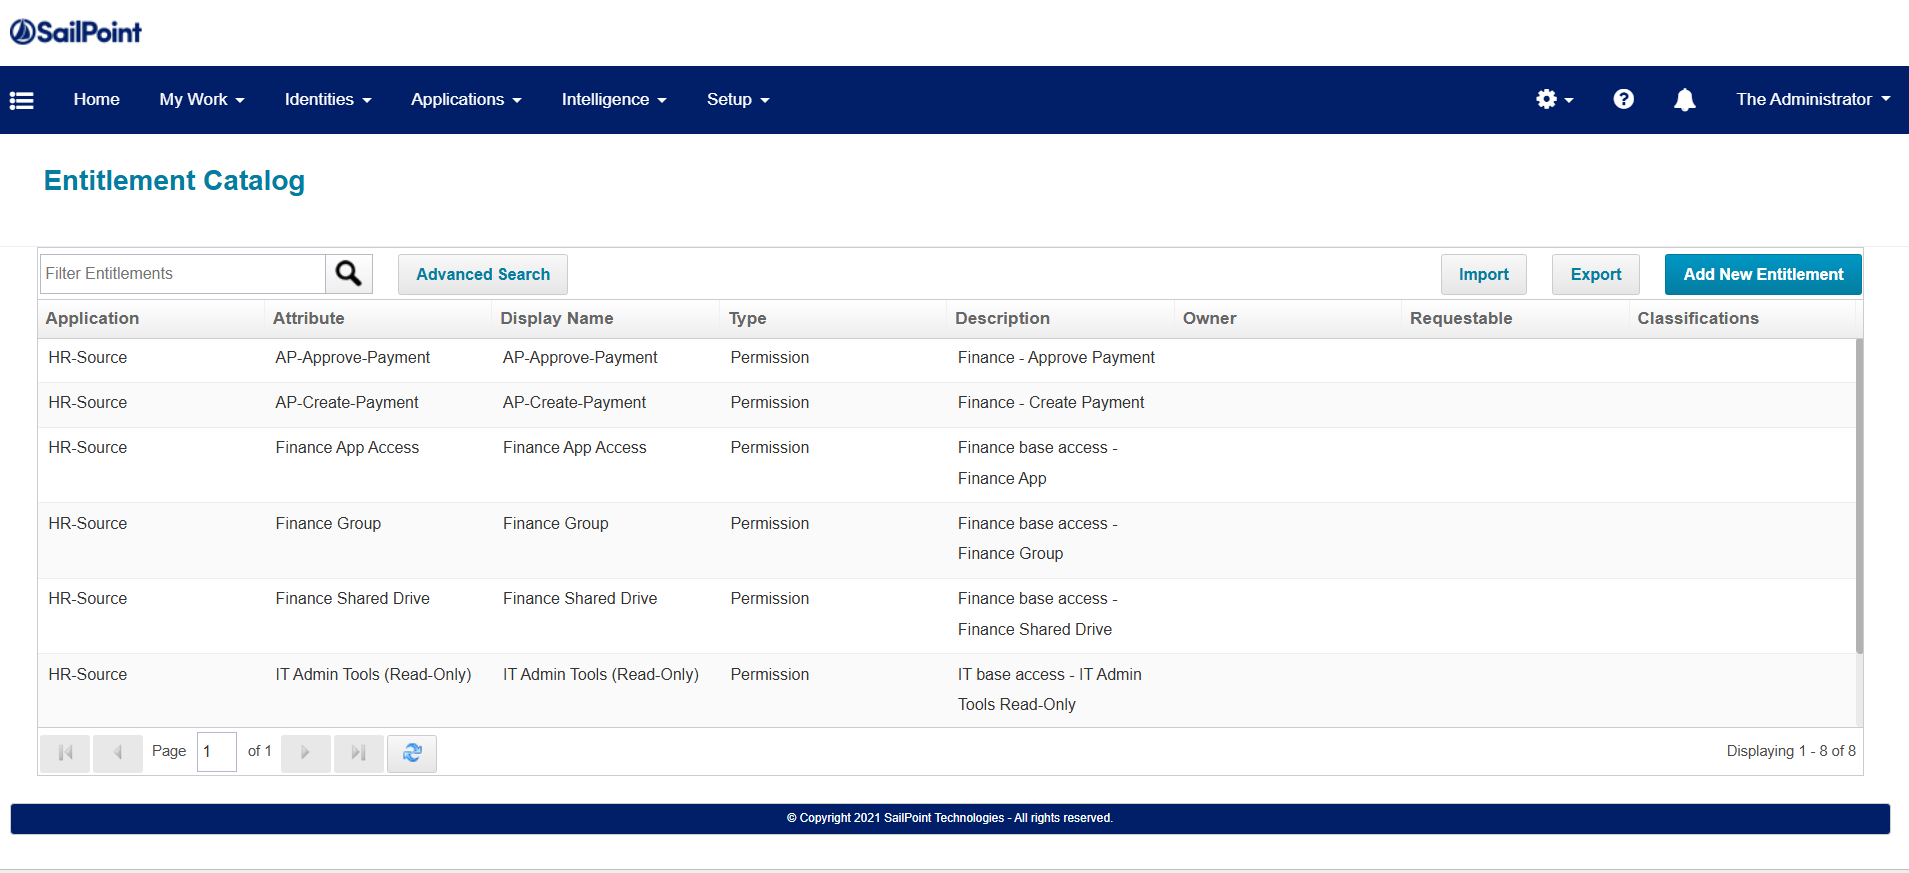 SailPoint
Home My Work Identities Applications Intelligence Setup The Administrator
Entitlement Catalog
Filter Entitlements Advanced Search Import Export Add New Entitlement
Application Attribute Display Name Type Description Owner Requestable Classifications
HR-Source AP-Approve-Payment AP-Approve-Payment Permission Finance - Approve Payment
HR-Source AP-Create-Payment AP-Create-Payment Permission Finance - Create Payment
HR-Source Finance App Access Finance App Access Permission Finance base access -
Finance App
HR-Source Finance Group Finance Group Permission Finance base access -
Finance Group
HR-Source Finance Shared Drive Finance Shared Drive Permission Finance base access -
Finance Shared Drive
HR-Source IT Admin Tools (Read-Only) IT Admin Tools (Read-Only) Permission IT base access - IT Admin
Tools Read-Only
Page 1 of 1 Displaying 1 - 8 of 8
© Copyright 2021 SailPoint Technologies - All rights reserved.